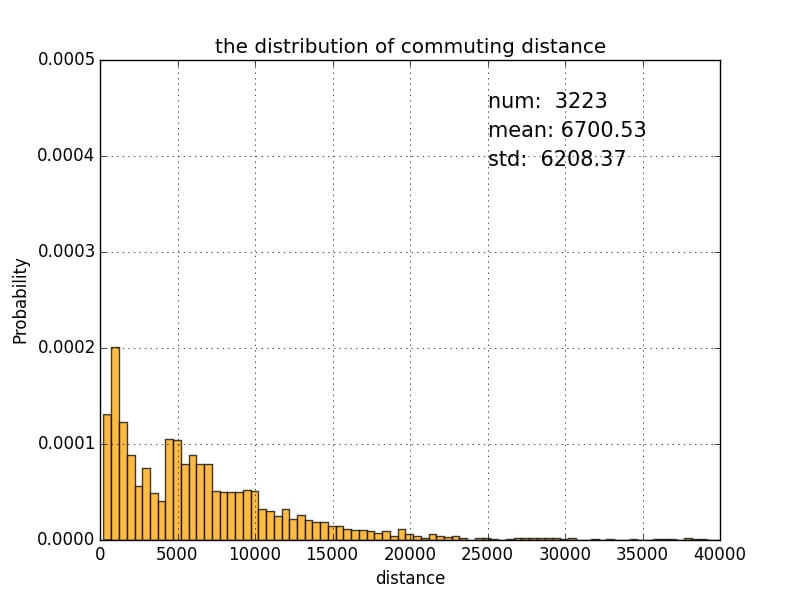 the distribution of commuting distance
0.0005
0.0004
0.0003
0.0002
0.0001
0.0000
Probability
num:  3223
mean: 6700.53
std:  6208.37
0 5000 10000 15000 20000 25000 30000 35000 40000
distance